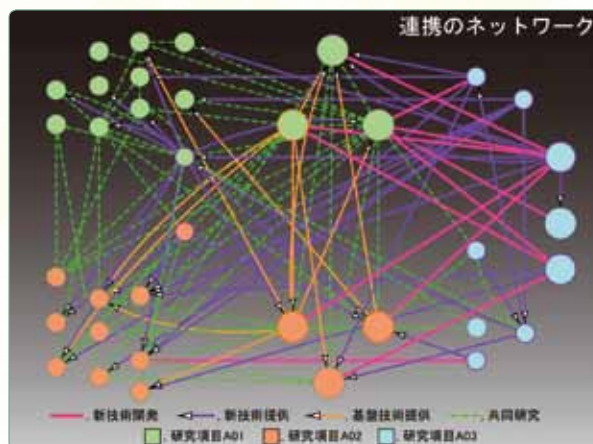 連携のネットワーク
新技術開発 新技術提供 基盤技術提供 共同研究
研究項目A01 研究項目A02 研究項目A03